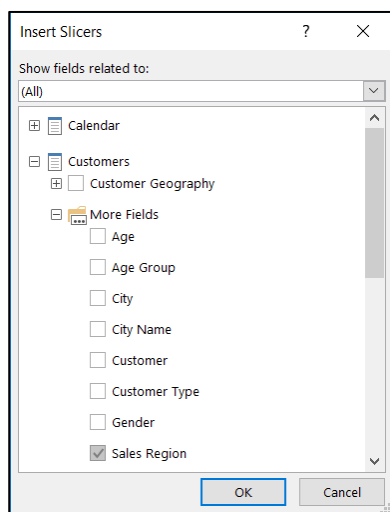 Insert Slicers
Show fields related to:
(All)
Calendar
Customers
Customer Geography
More Fields
Age
Age Group
City
City Name
Customer
Customer Type
Gender
Sales Region
OK Cancel